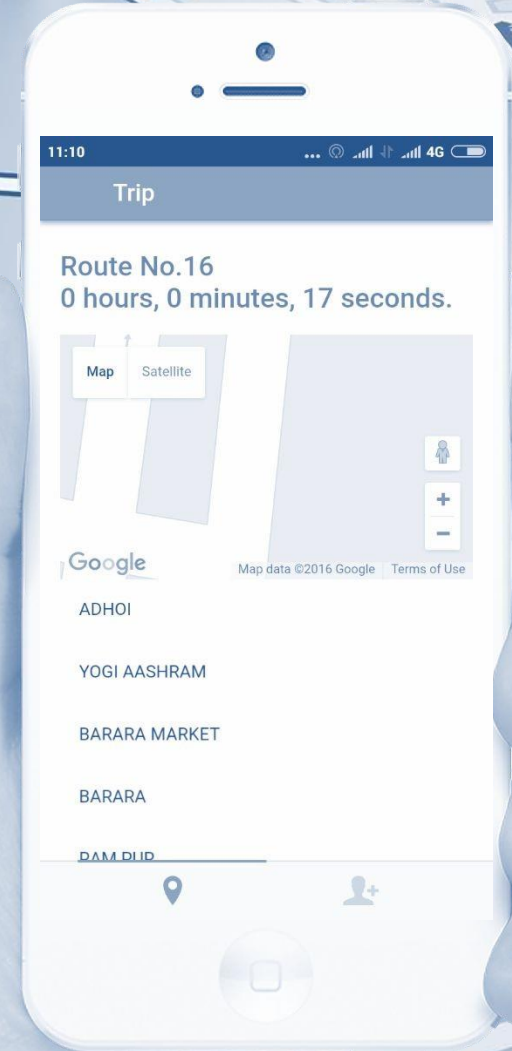 11:10
4G
Trip
Route No.16
0 hours, 0 minutes, 17 seconds.
Map Satellite
Google
Map data ©2016 Google Terms of Use
ADHOI
YOGI AASHRAM
BARARA MARKET
BARARA